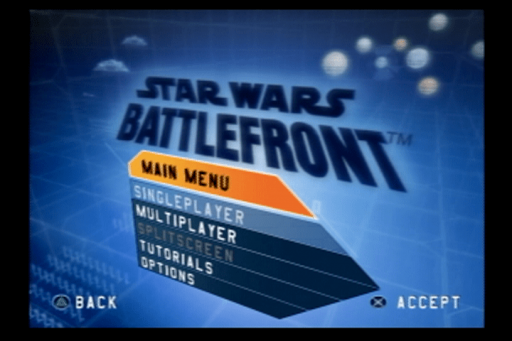 STAR WARS
BATTLEFRONT™
MAIN MENU
SINGLEPLAYER
MULTIPLAYER
SPLITSCREEN
TUTORIALS
OPTIONS
BACK
ACCEPT